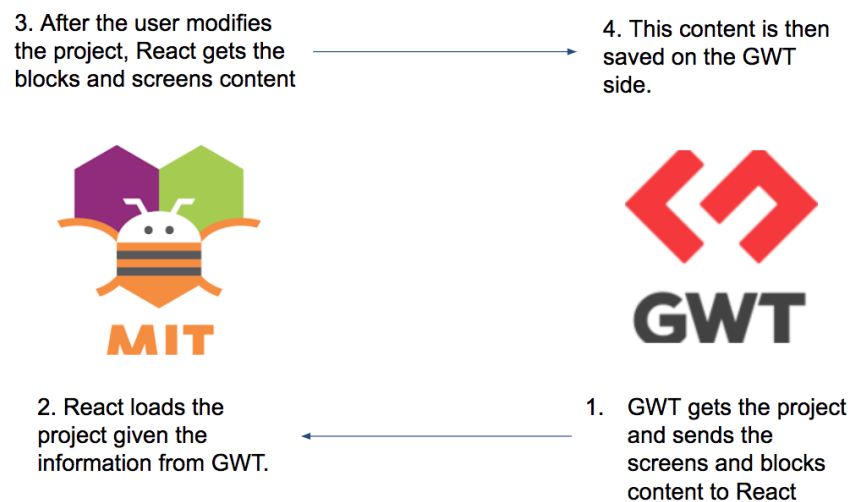 3. After the user modifies
the project, React gets the
blocks and screens content
4. This content is then
saved on the GWT
side.
MIT
GWT
2. React loads the
project given the
information from GWT.
1. GWT gets the project
and sends the
screens and blocks
content to React